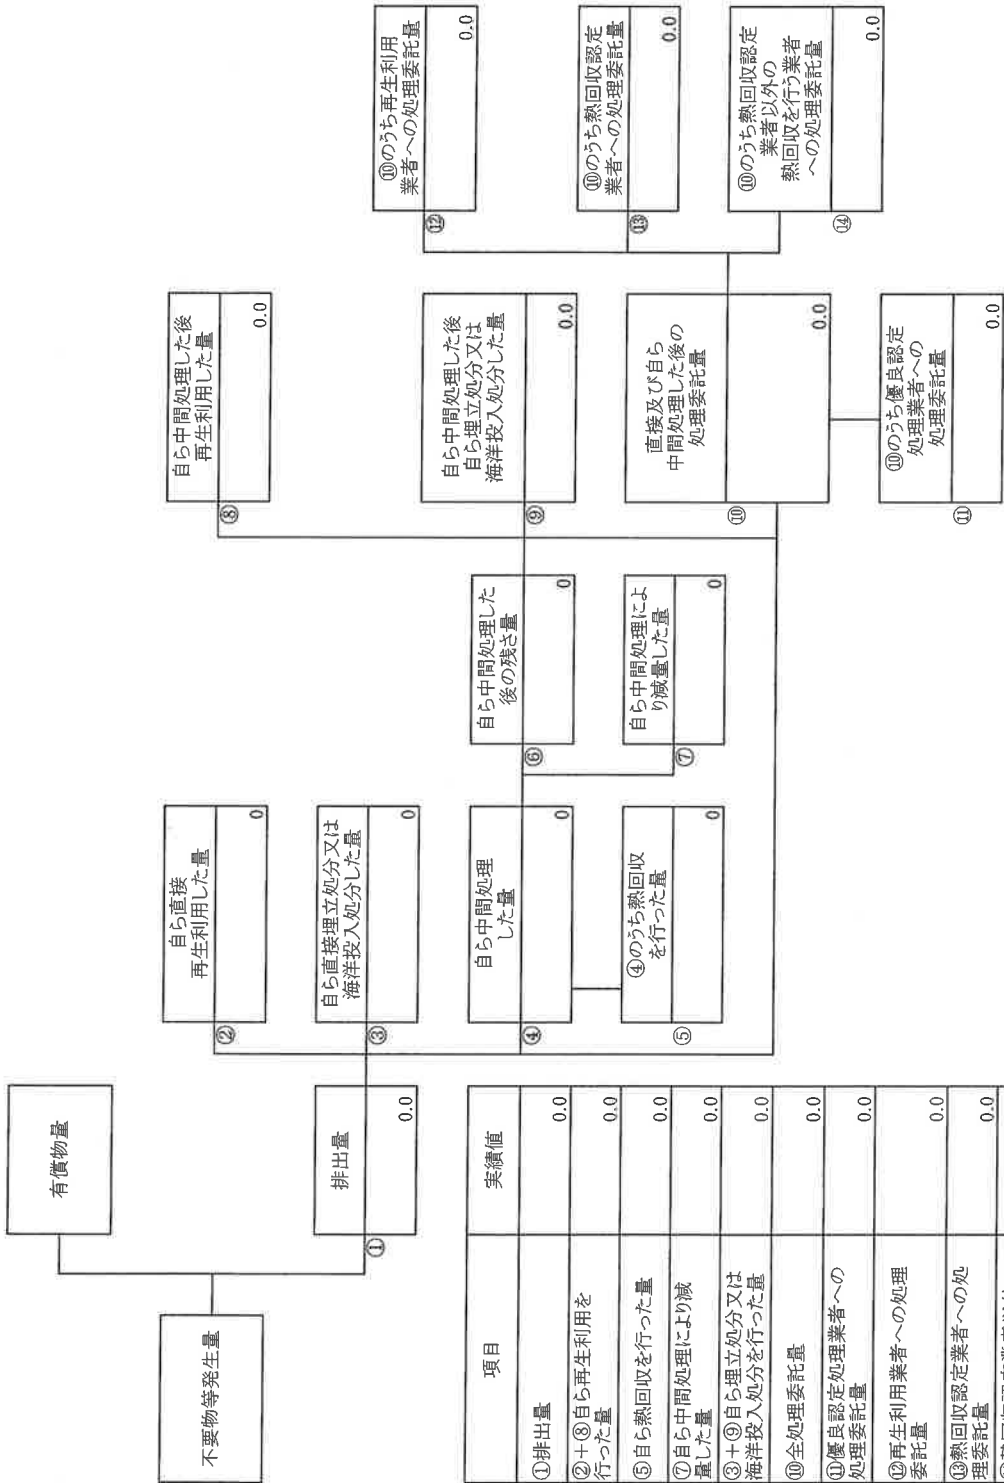 不要物等発生量
有償物量
①
排出量
0.0
②
自ら直接
再生利用した量
0
③
自ら直接埋立処分又は
海洋投入処分した量
0
④
自ら中間処理
した量
0
⑤
④のうち熱回収
を行った量
0
⑥
自ら中間処理した
後の残さ量
0
⑦
自ら中間処理によ
り減量した量
0
⑧
自ら中間処理した後
再生利用した量
0.0
⑨
自ら中間処理した後
自ら埋立処分又は
海洋投入処分した量
0.0
⑩
直接及び自ら
中間処理した後の
処理委託量
0.0
⑪
⑩のうち優良認定
処理業者への
処理委託量
0.0
⑫
⑩のうち再生利用
業者への処理委託量
0.0
⑬
⑩のうち熱回収認定
業者への処理委託量
0.0
⑭
⑩のうち熱回収認定
業者以外の
熱回収を行う業者
への処理委託量
0.0
項目 実績値
①排出量 0.0
②+⑧自ら再生利用を
行った量 0.0
⑤自ら熱回収を行った量 0.0
⑦自ら中間処理により減
量した量 0.0
③+⑨自ら埋立処分又は
海洋投入処分を行った量 0.0
⑩全処理委託量 0.0
⑪優良認定処理業者への
処理委託量 0.0
⑫再生利用業者への処理
委託量 0.0
⑬熱回収認定業者への処
理委託量 0.0